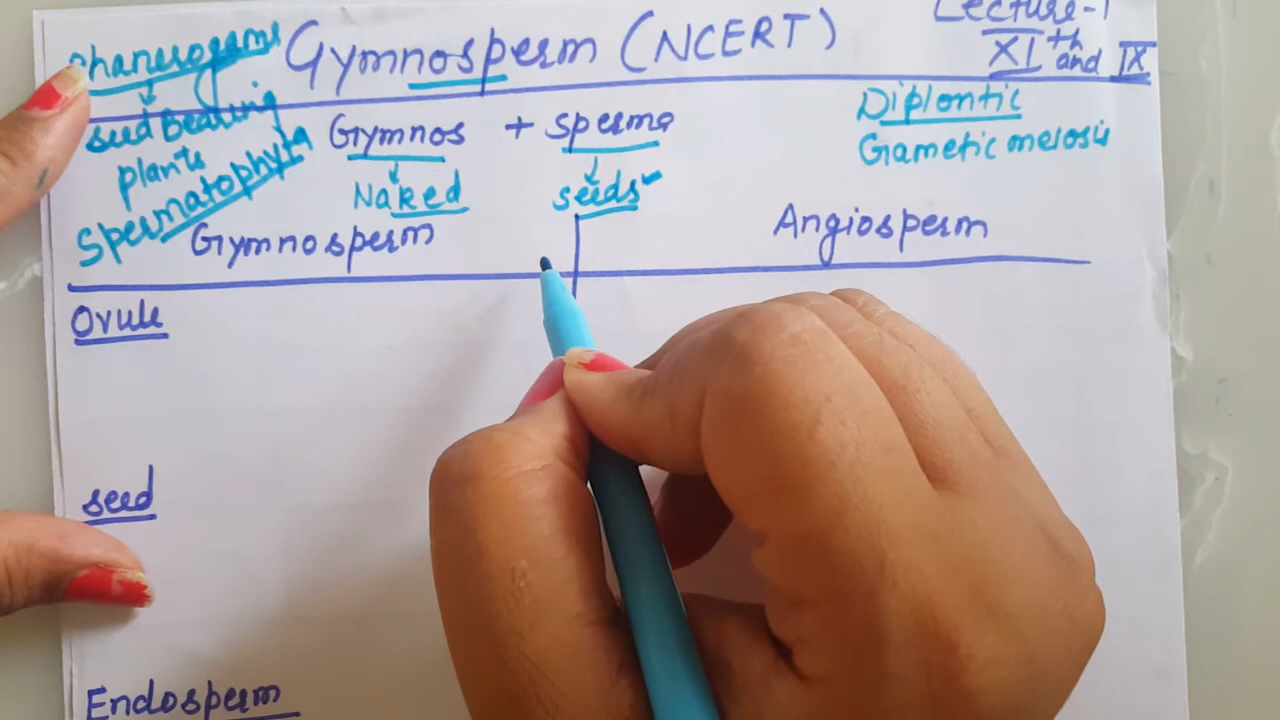 Phanerogams
Gymnosperm (NCERT)
Lecture-1
XIth and IX
seed Bearing
plants
Spermatophyta
Gymnos + sperma
Naked
seeds
Diplontic
Gametic meiosis
Gymnosperm
Angiosperm
Ovule
seed
Endosperm